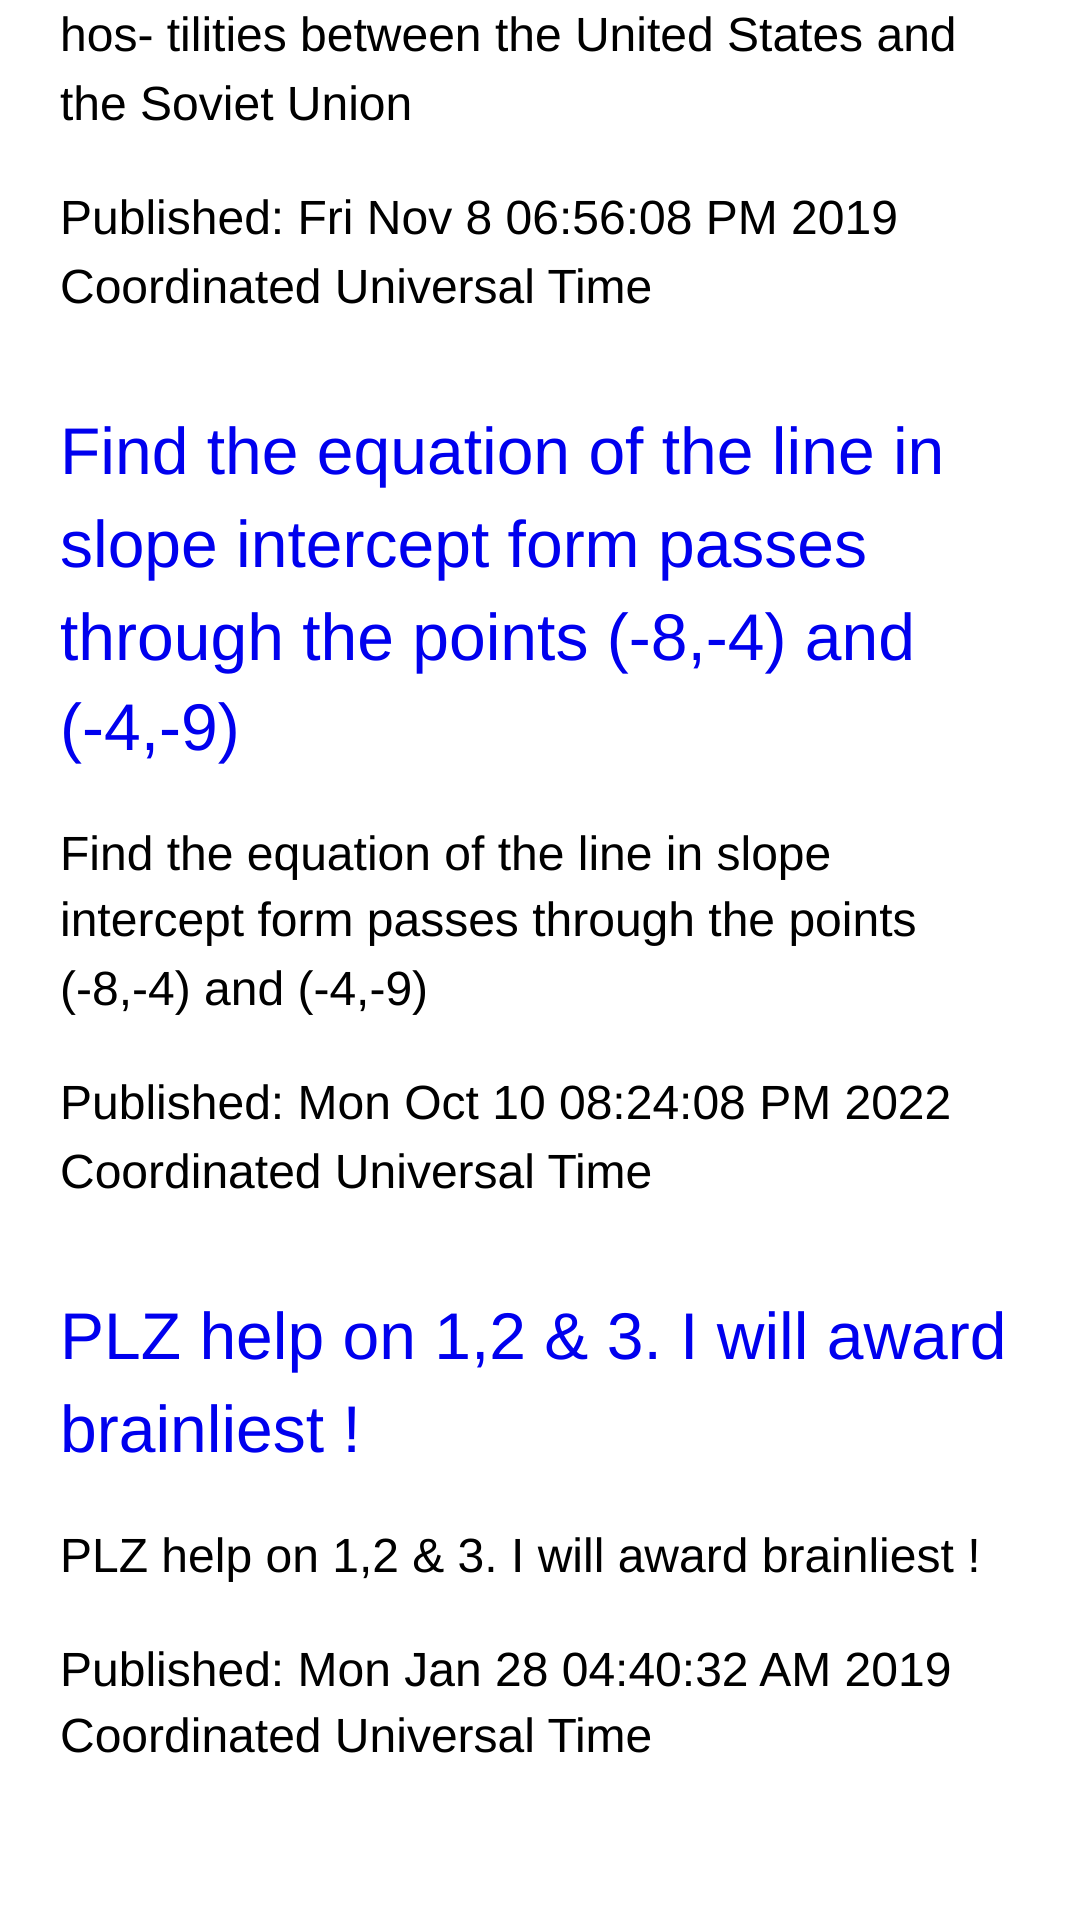 hos- tilities between the United States and
the Soviet Union
Published: Fri Nov 8 06:56:08 PM 2019
Coordinated Universal Time
Find the equation of the line in
slope intercept form passes
through the points (-8,-4) and
(-4,-9)
Find the equation of the line in slope
intercept form passes through the points
(-8,-4) and (-4,-9)
Published: Mon Oct 10 08:24:08 PM 2022
Coordinated Universal Time
PLZ help on 1,2 & 3. I will award
brainliest !
PLZ help on 1,2 & 3. I will award brainliest !
Published: Mon Jan 28 04:40:32 AM 2019
Coordinated Universal Time